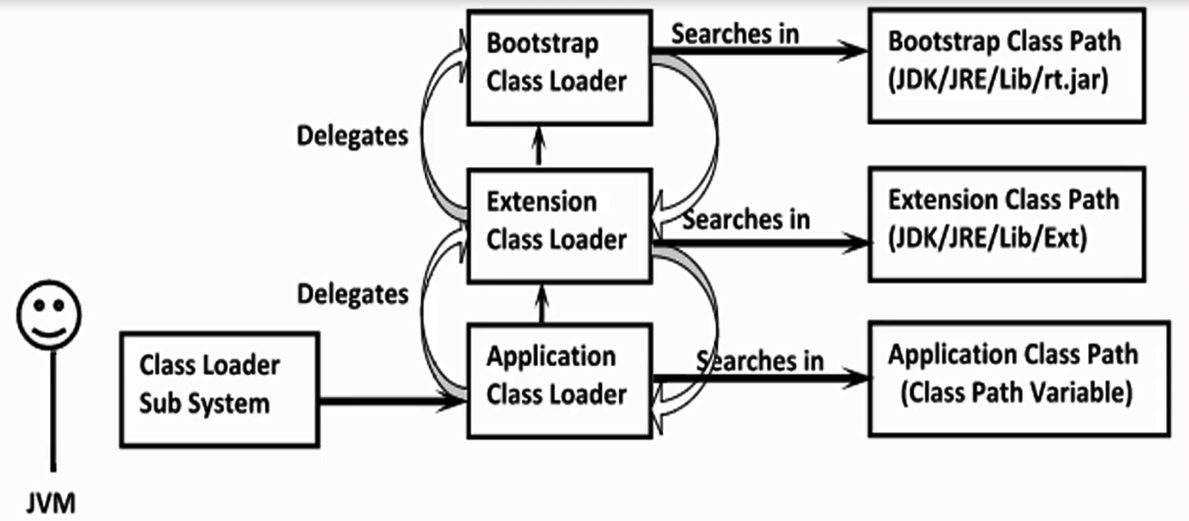 Bootstrap
Class Loader
Searches in
Bootstrap Class Path
(JDK/JRE/Lib/rt.jar)
Delegates
Extension
Class Loader
Searches in
Extension Class Path
(JDK/JRE/Lib/Ext)
Delegates
Class Loader
Sub System
Application
Class Loader
Searches in
Application Class Path
(Class Path Variable)
JVM